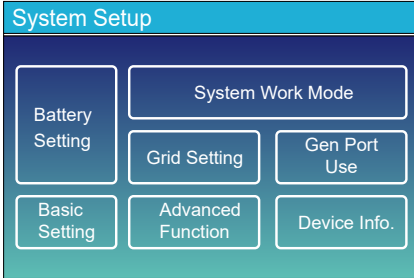 System Setup
Battery
Setting
System Work Mode
Grid Setting
Gen Port
Use
Basic
Setting
Advanced
Function
Device Info.